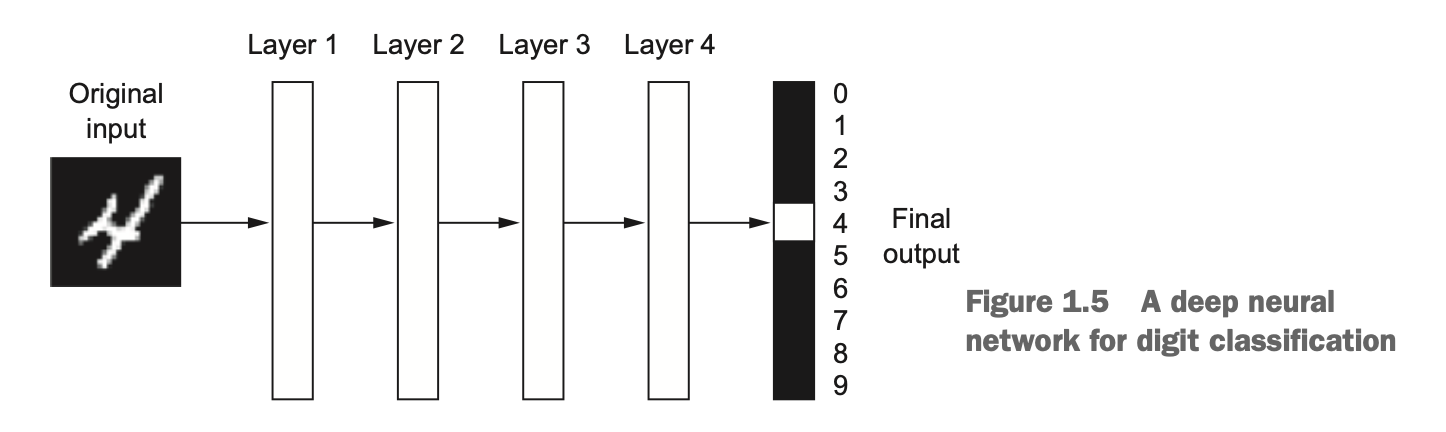 Layer 1
Layer 2
Layer 3
Layer 4
Original
input
0
1
2
3
4
5
6
7
8
9
Final
output
Figure 1.5 A deep neural
network for digit classification